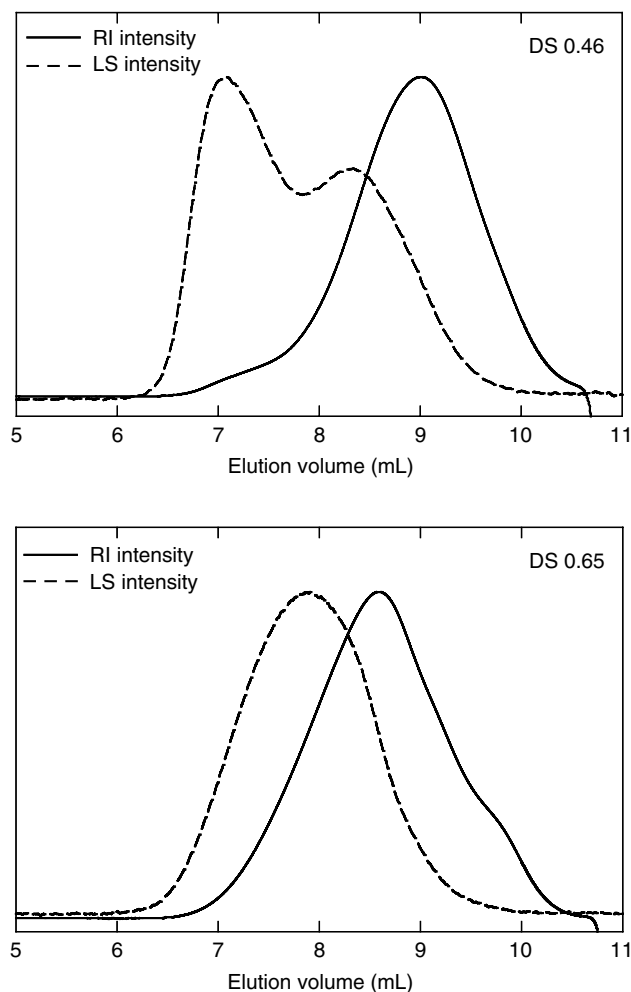 RI intensity
LS intensity
DS 0.46
5 6 7 8 9 10 11
Elution volume (mL)
RI intensity
LS intensity
DS 0.65
5 6 7 8 9 10 11
Elution volume (mL)